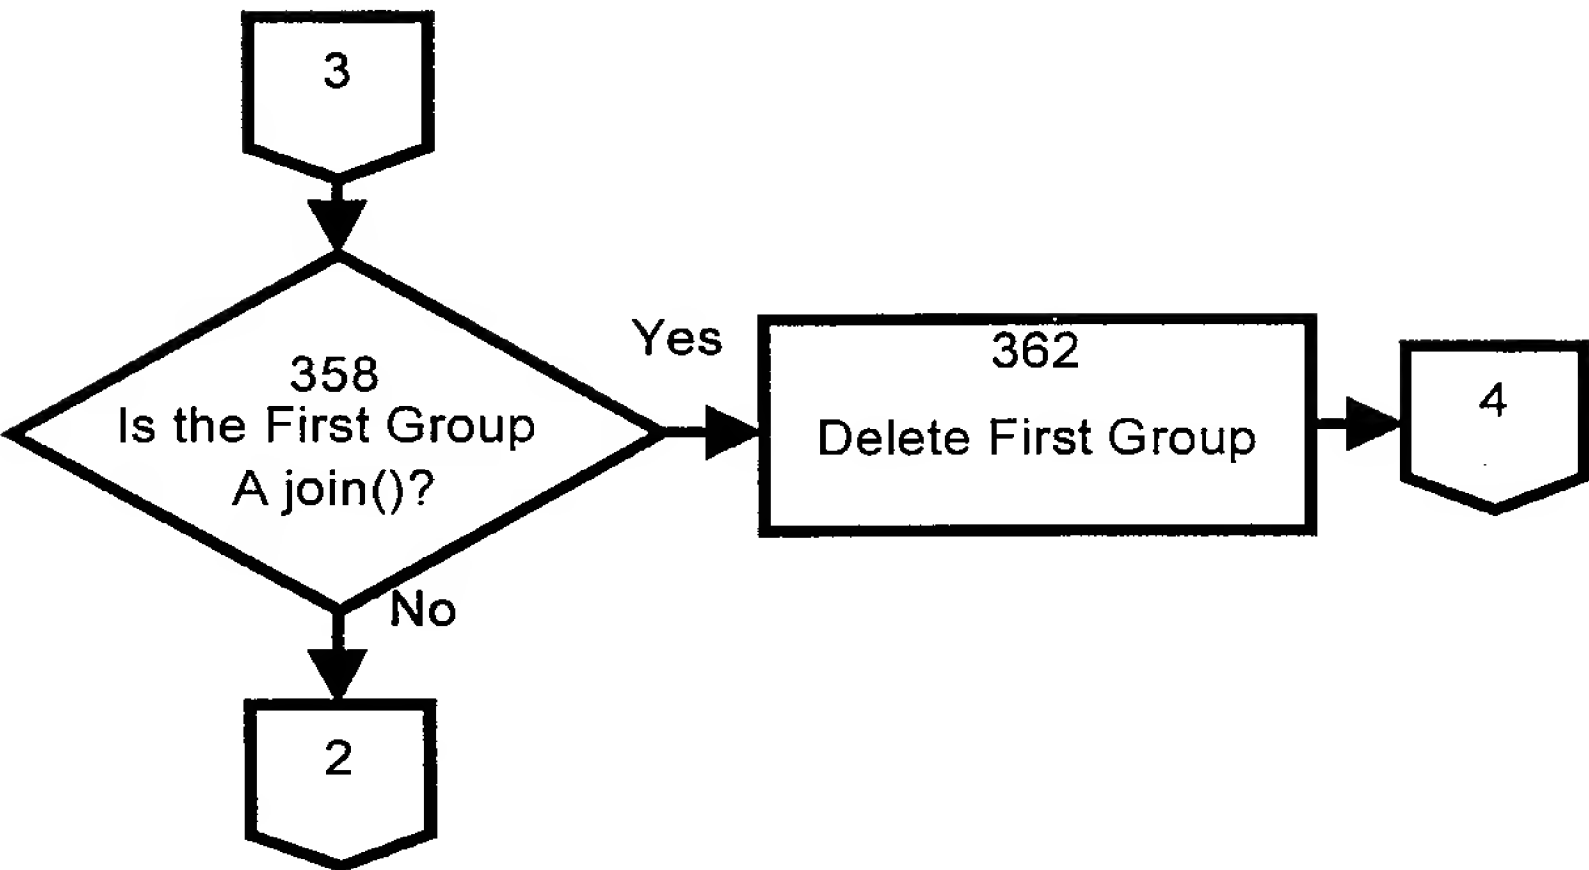 3
358
Is the First Group
A join()?
Yes
362
Delete First Group
4
No
2